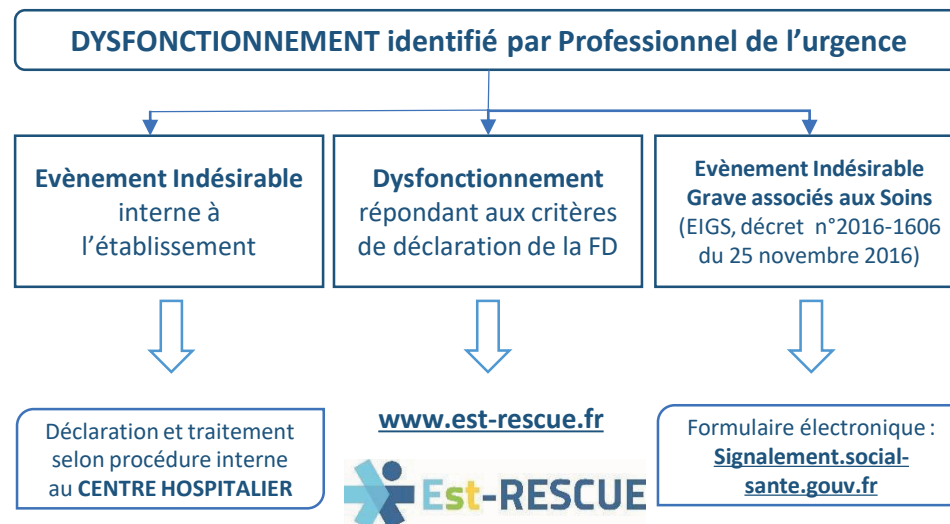 DYSFONCTIONNEMENT identifié par Professionnel de l’urgence
Evènement Indésirable
interne à
l’établissement
Dysfonctionnement
répondant aux critères
de déclaration de la FD
Evènement Indésirable
Grave associés aux Soins
(EIGS, décret n°2016-1606
du 25 novembre 2016)
Déclaration et traitement
selon procédure interne
au CENTRE HOSPITALIER
www.est-rescue.fr
Est-RESCUE
Formulaire électronique :
Signalement.social-
sante.gouv.fr